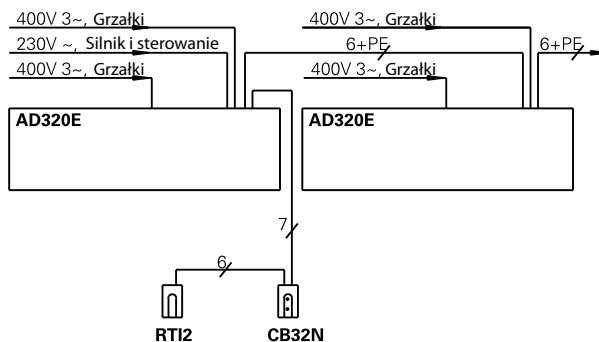 400V 3~, Grzałki
230V ~, Silnik i sterowanie
400V 3~, Grzałki
AD320E
400V 3~, Grzałki
6+PE
6+PE
400V 3~, Grzałki
AD320E
7
6
RTI2
CB32N